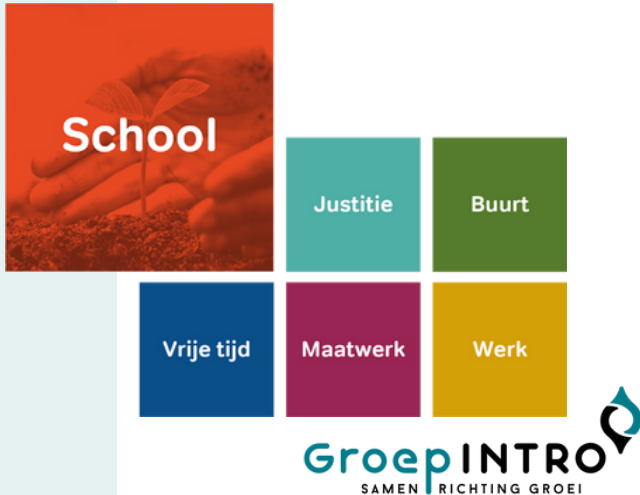 School
Justitie
Buurt
Vrije tijd
Maatwerk
Werk
GroepINTRO
SAMEN RICHTING GROEI